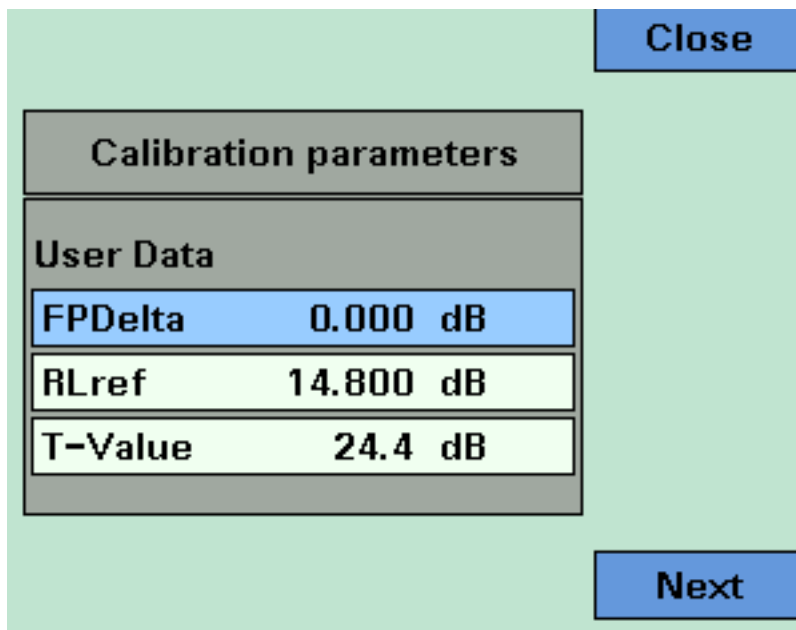 Close
Calibration parameters
User Data
FPDelta 0.000 dB
RLref 14.800 dB
T-Value 24.4 dB
Next